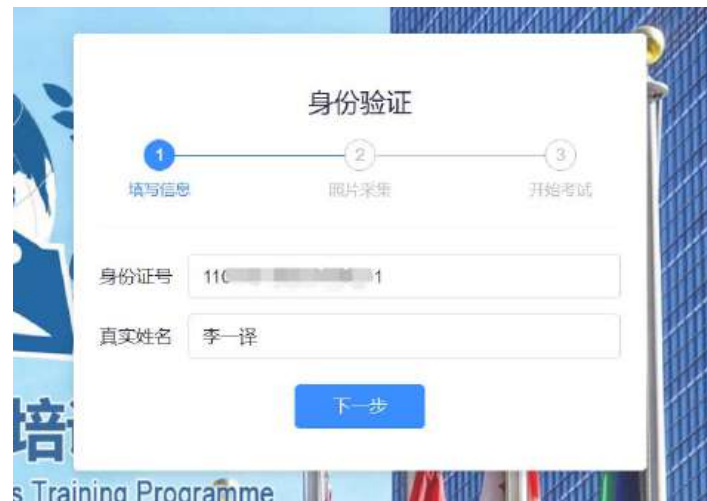 身份验证
1 2 3
填写信息 照片采集 开始考试
身份证号 110 1
真实姓名 李一译
下一步
培
s Training Programme